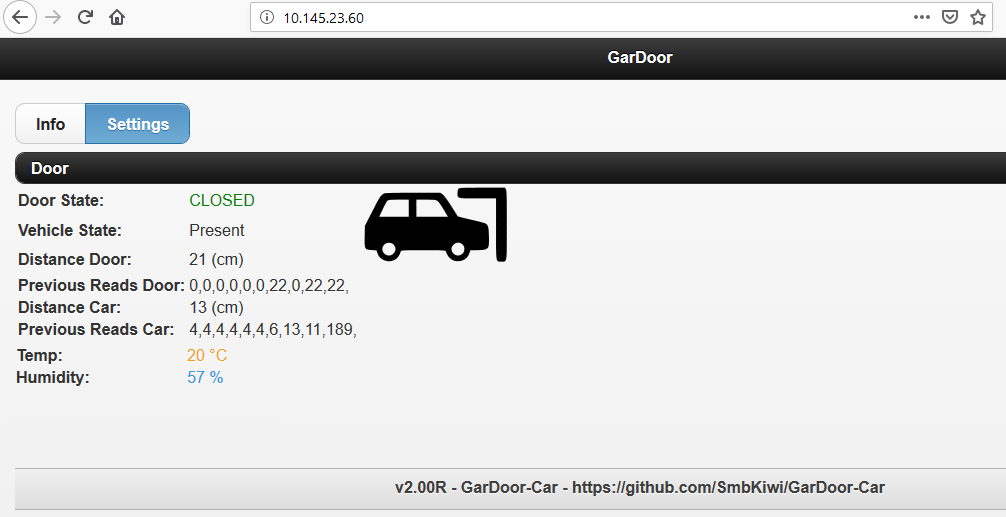 10.145.23.60
GarDoor
Info Settings
Door
Door State: CLOSED
Vehicle State: Present
Distance Door: 21 (cm)
Previous Reads Door: 0,0,0,0,0,0,22,0,22,22,
Distance Car: 13 (cm)
Previous Reads Car: 4,4,4,4,4,4,6,13,11,189,
Temp: 20 °C
Humidity: 57 %
v2.00R - GarDoor-Car - https://github.com/SmbKiwi/GarDoor-Car